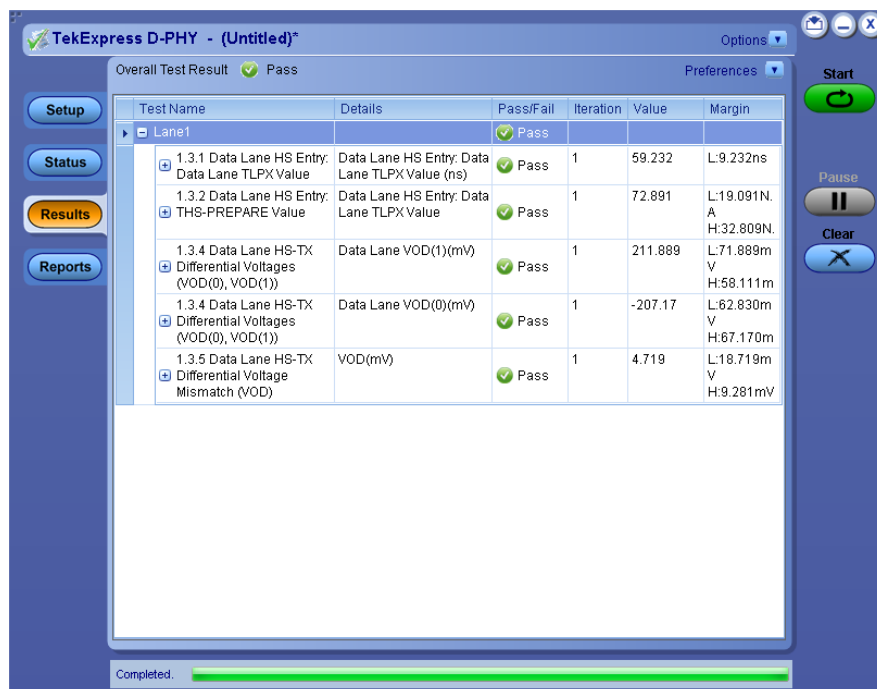 TekExpress D-PHY - (Untitled)*
Options
Overall Test Result Pass
Preferences
Start
Setup
Status
Results
Reports
Pause
Clear
Test Name Details Pass/Fail Iteration Value Margin
Lane1 Pass
1.3.1 Data Lane HS Entry: Data Lane HS Entry: Data Pass 1 59.232 L:9.232ns
Data Lane TLPX Value Lane TLPX Value (ns)
1.3.2 Data Lane HS Entry: Data Lane HS Entry: Data Pass 1 72.891 L:19.091N.
THS-PREPARE Value Lane TLPX Value A
H:32.809N.
1.3.4 Data Lane HS-TX Data Lane VOD(1)(mV) Pass 1 211.889 L:71.889m
Differential Voltages V
(VOD(0), VOD(1)) H:58.111m
1.3.4 Data Lane HS-TX Data Lane VOD(0)(mV) Pass 1 -207.17 L:62.830m
Differential Voltages V
(VOD(0), VOD(1)) H:67.170m
1.3.5 Data Lane HS-TX VOD(mV) Pass 1 4.719 L:18.719m
Differential Voltage V
Mismatch (VOD) H:9.281mV
Completed.